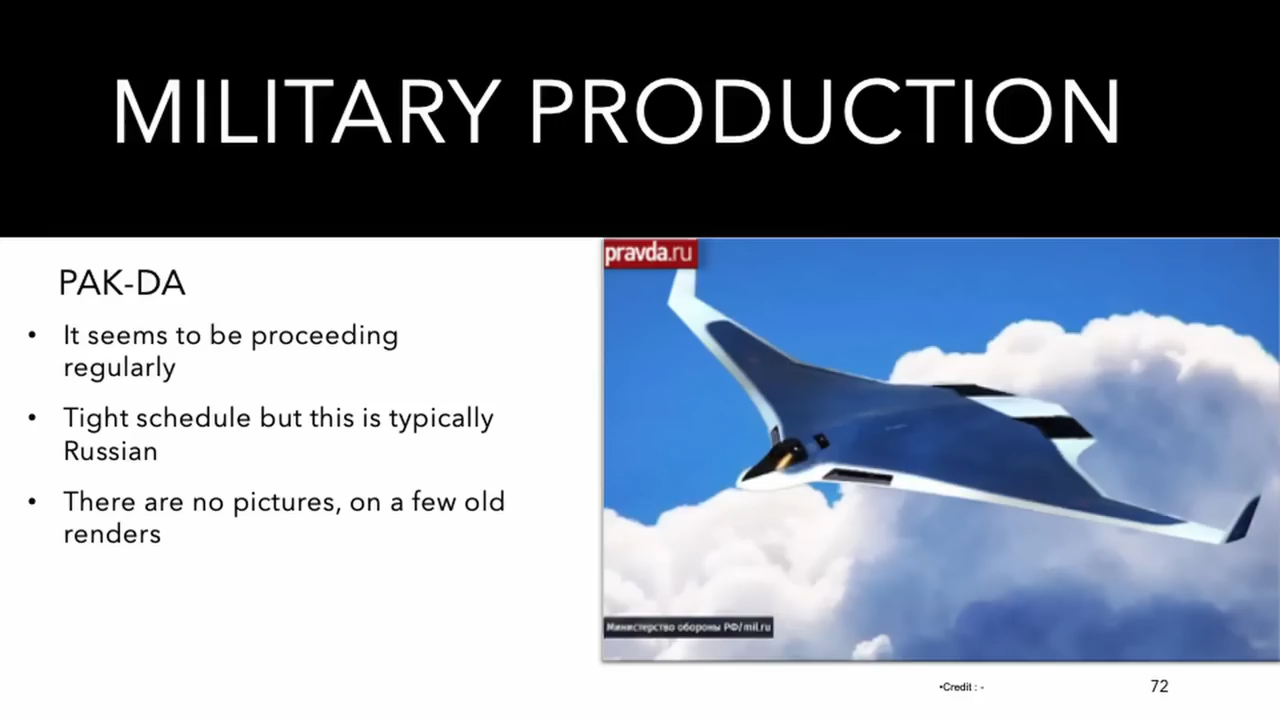 MILITARY PRODUCTION
pravda.ru
PAK-DA
• It seems to be proceeding
regularly
• Tight schedule but this is typically
Russian
• There are no pictures, on a few old
renders
Министерство обороны РФ/mil.ru
•Credit : -
72